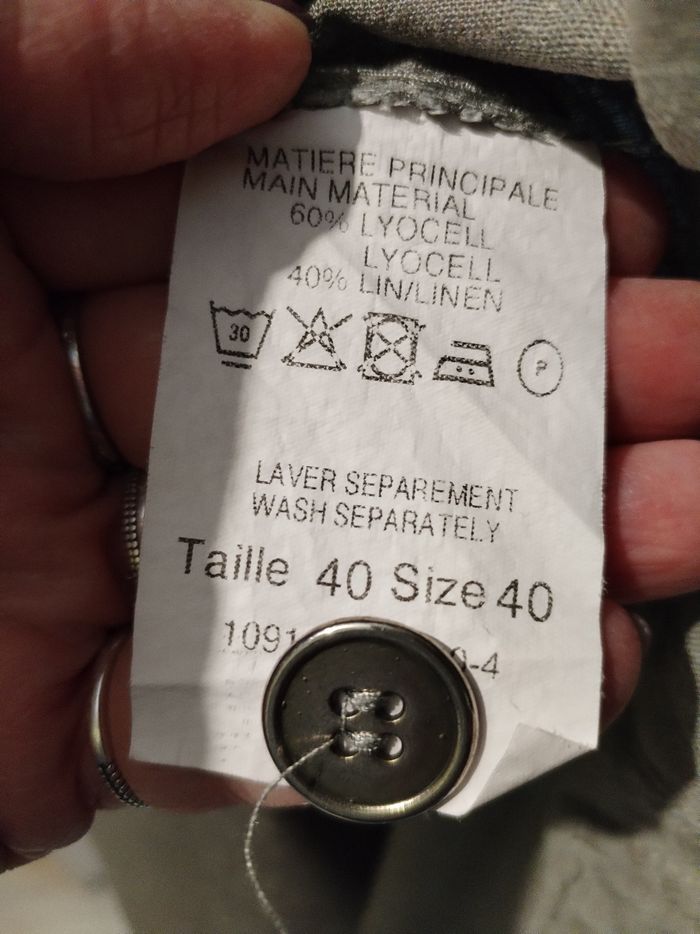 MATIERE PRINCIPALE
MAIN MATERIAL
60% LYOCELL
LYOCELL
40% LIN/LINEN
30 P
LAVER SEPAREMENT
WASH SEPARATELY
Taille 40 Size 40